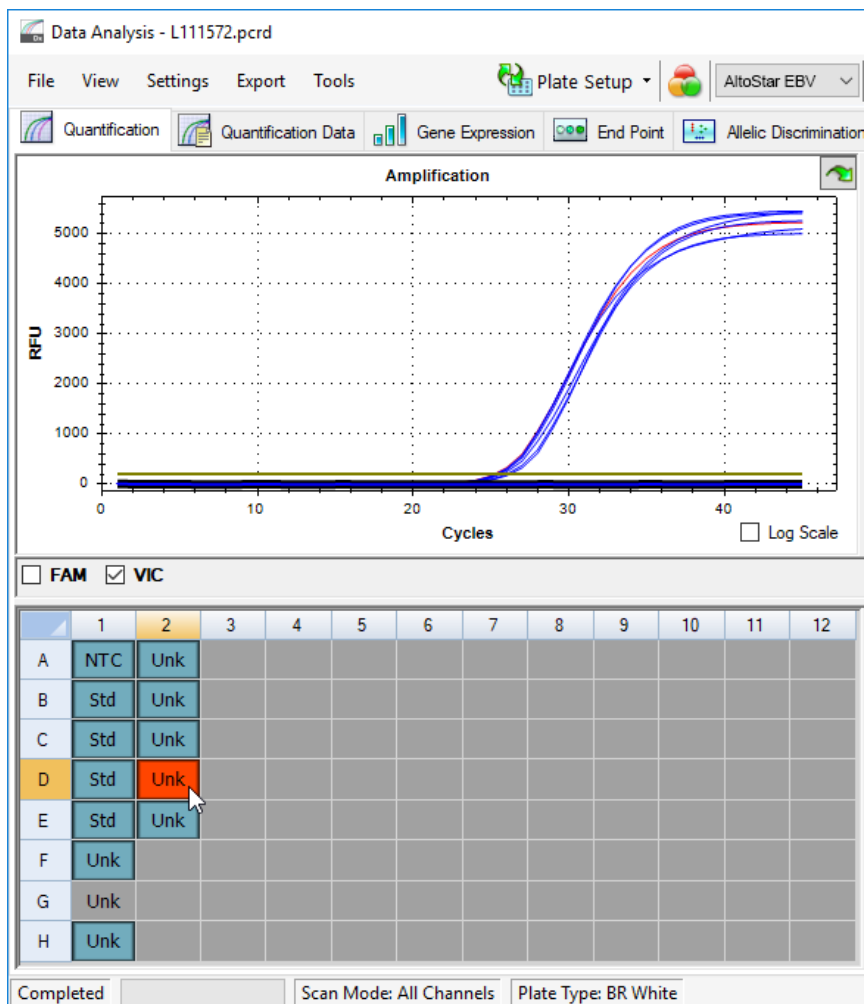 Data Analysis - L111572.pcrd
File View Settings Export Tools Plate Setup AltoStar EBV
Quantification Quantification Data Gene Expression End Point Allelic Discrimination
Amplification
5000
4000
3000
2000
1000
0
RFU
0 10 20 30 40
Cycles
Log Scale
FAM VIC
1 2 3 4 5 6 7 8 9 10 11 12
A NTC Unk
B Std Unk
C Std Unk
D Std Unk
E Std Unk
F Unk
G Unk
H Unk
Completed Scan Mode: All Channels Plate Type: BR White